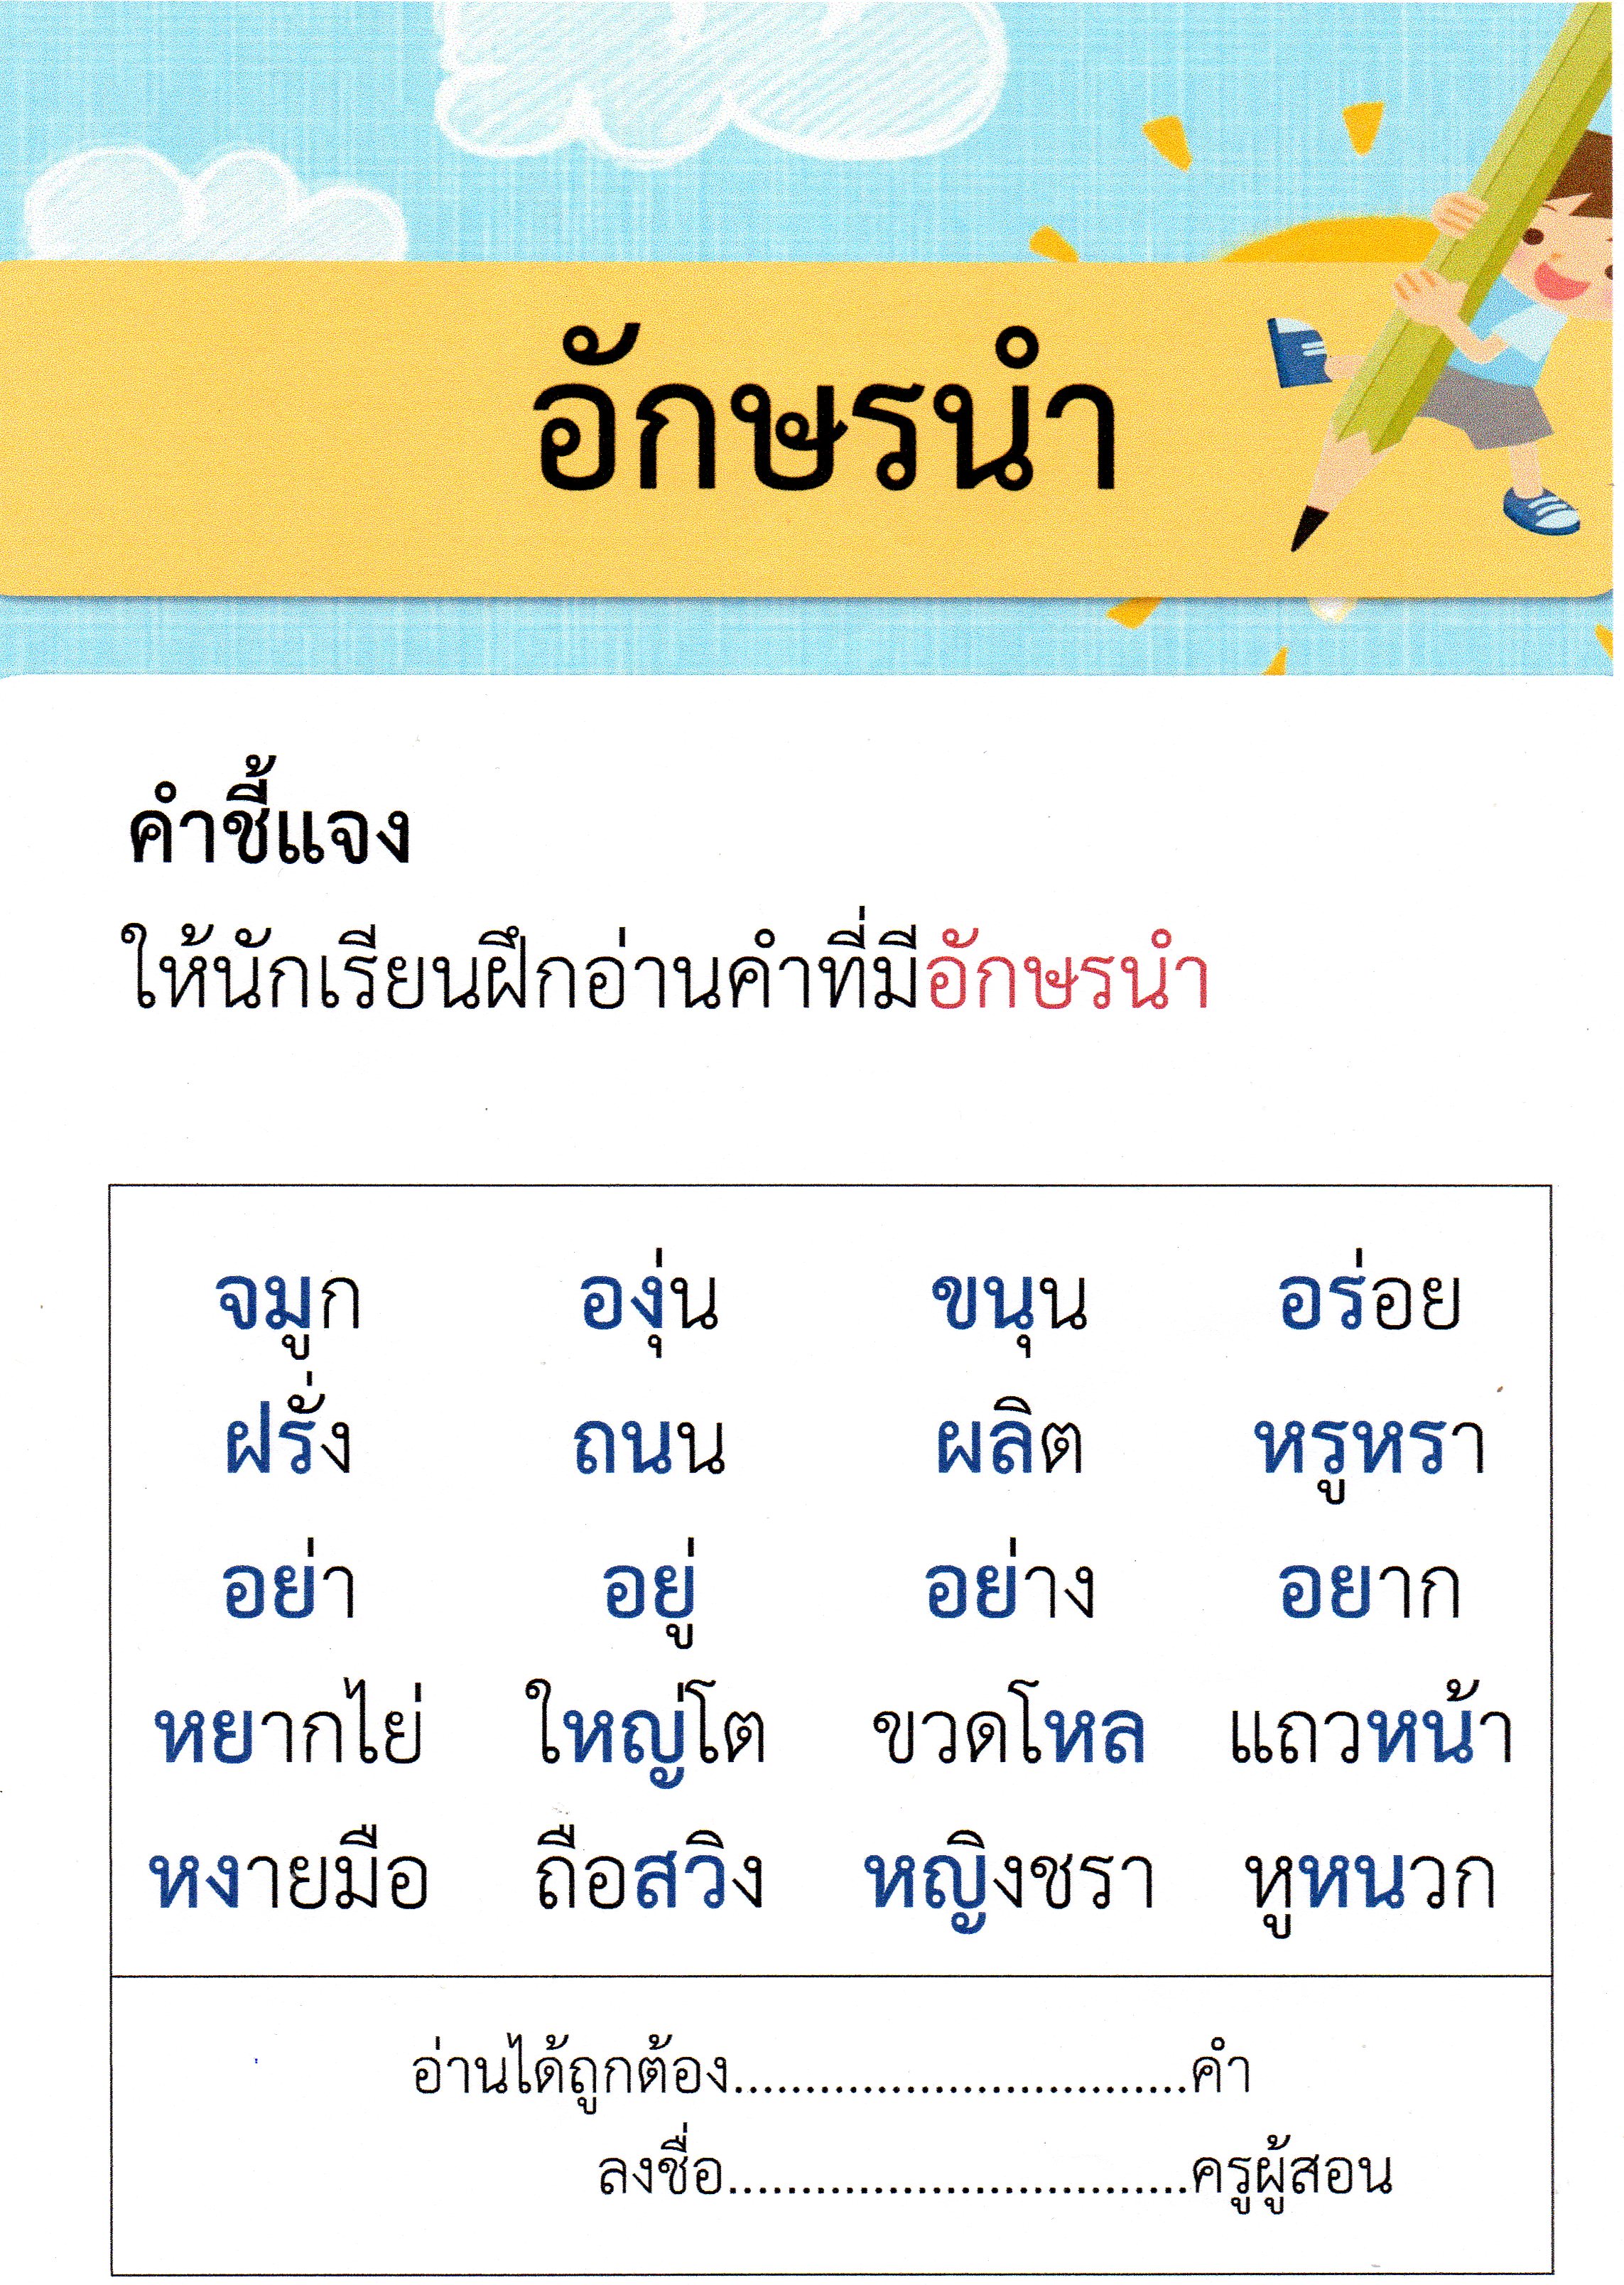 อักษรนำ
คำชี้แจง
ให้นักเรียนฝึกอ่านคำที่มีอักษรนำ
จมูก องุ่น ขนุน อร่อย
ฝรั่ง ถนน ผลิต หรูหรา
อย่า อยู่ อย่าง อยาก
หยากไย่ ใหญ่โต ขวดโหล แถวหน้า
หงายมือ ถือสวิง หญิงชรา หูหนวก
อ่านได้ถูกต้อง................................คำ
ลงชื่อ................................ครูผู้สอน